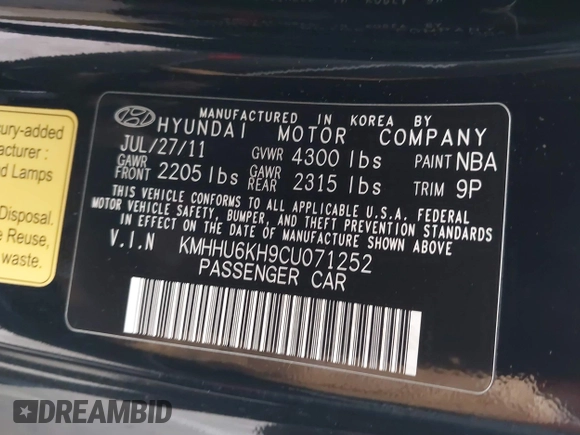 MANUFACTURED IN KOREA BY
HYUNDAI MOTOR COMPANY
JUL/27/11 GVWR 4300 lbs PAINT NBA
GAWR FRONT 2205 lbs GAWR REAR 2315 lbs TRIM 9P
THIS VEHICLE CONFORMS TO ALL APPLICABLE U.S.A. FEDERAL
MOTOR VEHICLE SAFETY, BUMPER, AND THEFT PREVENTION STANDARDS
IN EFFECT ON THE DATE OF MANUFACTURE SHOWN ABOVE.
V.I.N KMHHU6KH9CU071252
PASSENGER CAR
cury-added
acturer :
d Lamps
Disposal.
e Reuse,
DREAMBID